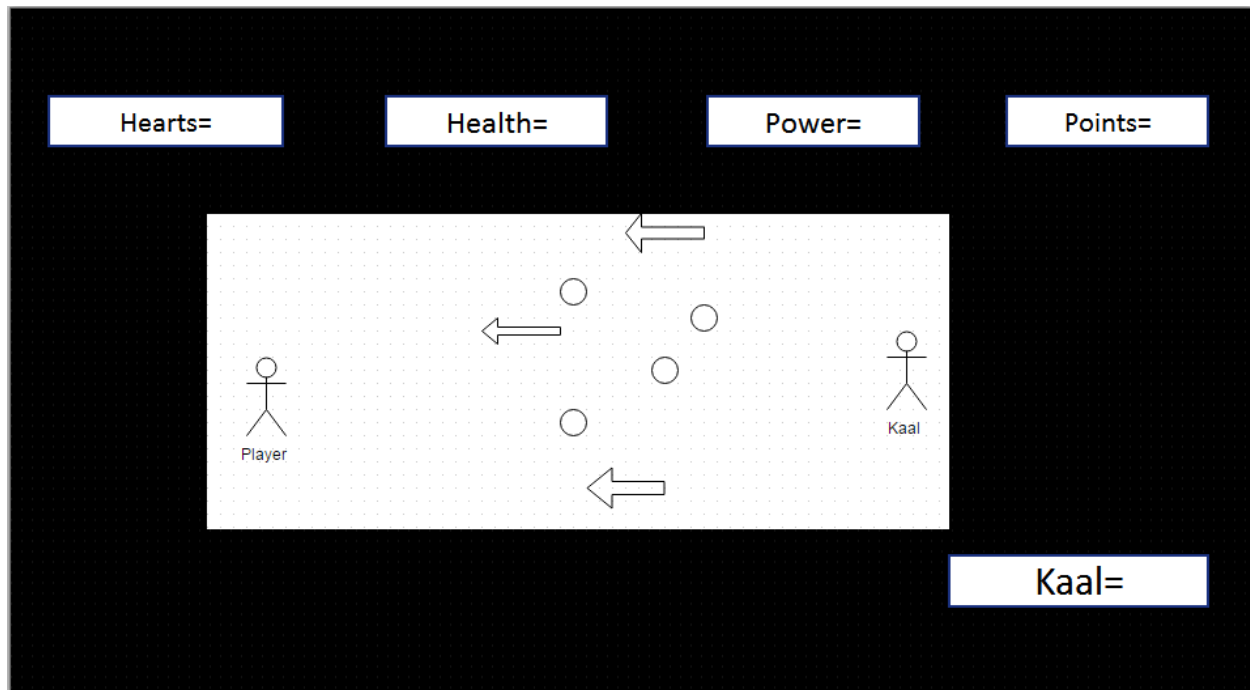 Hearts=
Health=
Power=
Points=
Player
Kaal
Kaal=